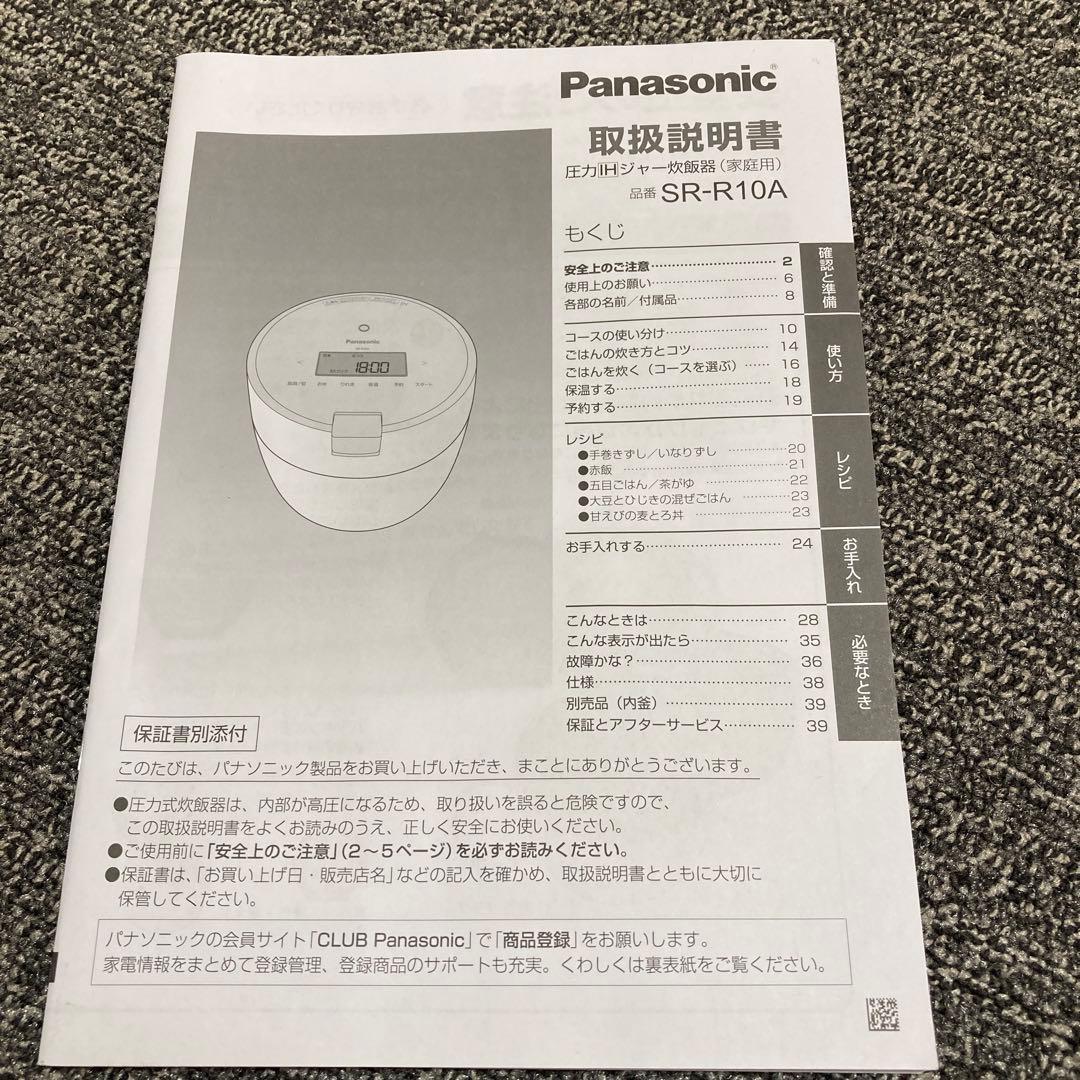 Panasonic®
取扱説明書
圧力IHジャー炊飯器（家庭用）
品番 SR-R10A
もくじ
安全上のご注意 2
使用上のお願い 6
各部の名前／付属品 8
確認と準備
コースの使い分け 10
ごはんの炊き方とコツ 14
ごはんを炊く（コースを選ぶ） 16
保温する 18
予約する 19
使い方
レシピ
●手巻きずし／いなりずし 20
●赤飯 21
●五目ごはん／茶がゆ 22
●大豆とひじきの混ぜごはん 23
●甘えびの麦とろ丼 23
レシピ
お手入れする 24
お手入れ
こんなときは 28
こんな表示が出たら 35
故障かな？ 36
仕様 38
別売品（内釜） 39
保証とアフターサービス 39
必要なとき
Panasonic
18:00
予約 スタート
保証書別添付
このたびは、パナソニック製品をお買い上げいただき、まことにありがとうございます。
●圧力式炊飯器は、内部が高圧になるため、取り扱いを誤ると危険ですので、
この取扱説明書をよくお読みのうえ、正しく安全にお使いください。
●ご使用前に「安全上のご注意」（2～5ページ）を必ずお読みください。
●保証書は、「お買い上げ日・販売店名」などの記入を確かめ、取扱説明書とともに大切に
保管してください。
パナソニックの会員サイト「CLUB Panasonic」で「商品登録」をお願いします。
家電情報をまとめて登録管理、登録商品のサポートも充実。くわしくは裏表紙をご覧ください。